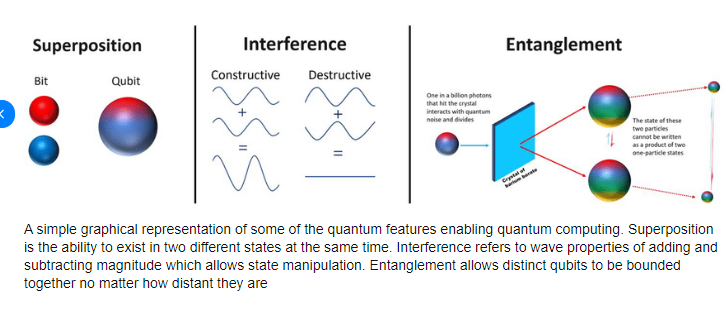 Superposition
Bit
Qubit
Interference
Constructive
Destructive
+
=
+
=
Entanglement
One in a billion photons
that hit the crystal
interacts with quantum
noise and divides
Crystal of
barium borate
The state of these
two particles
cannot be written
as a product of two
one-particle states
A simple graphical representation of some of the quantum features enabling quantum computing. Superposition
is the ability to exist in two different states at the same time. Interference refers to wave properties of adding and
subtracting magnitude which allows state manipulation. Entanglement allows distinct qubits to be bounded
together no matter how distant they are